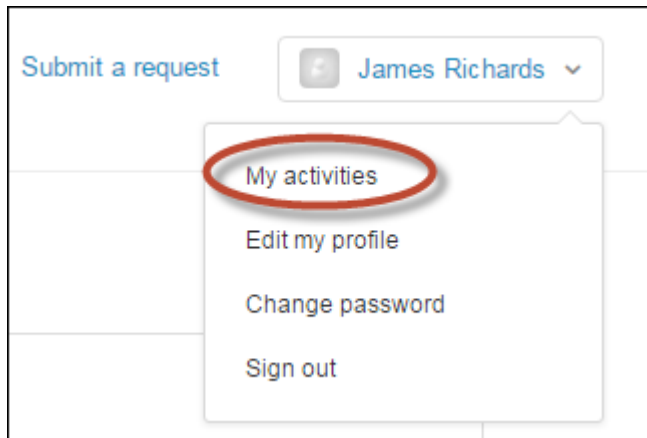 Submit a request
James Richards
My activities
Edit my profile
Change password
Sign out